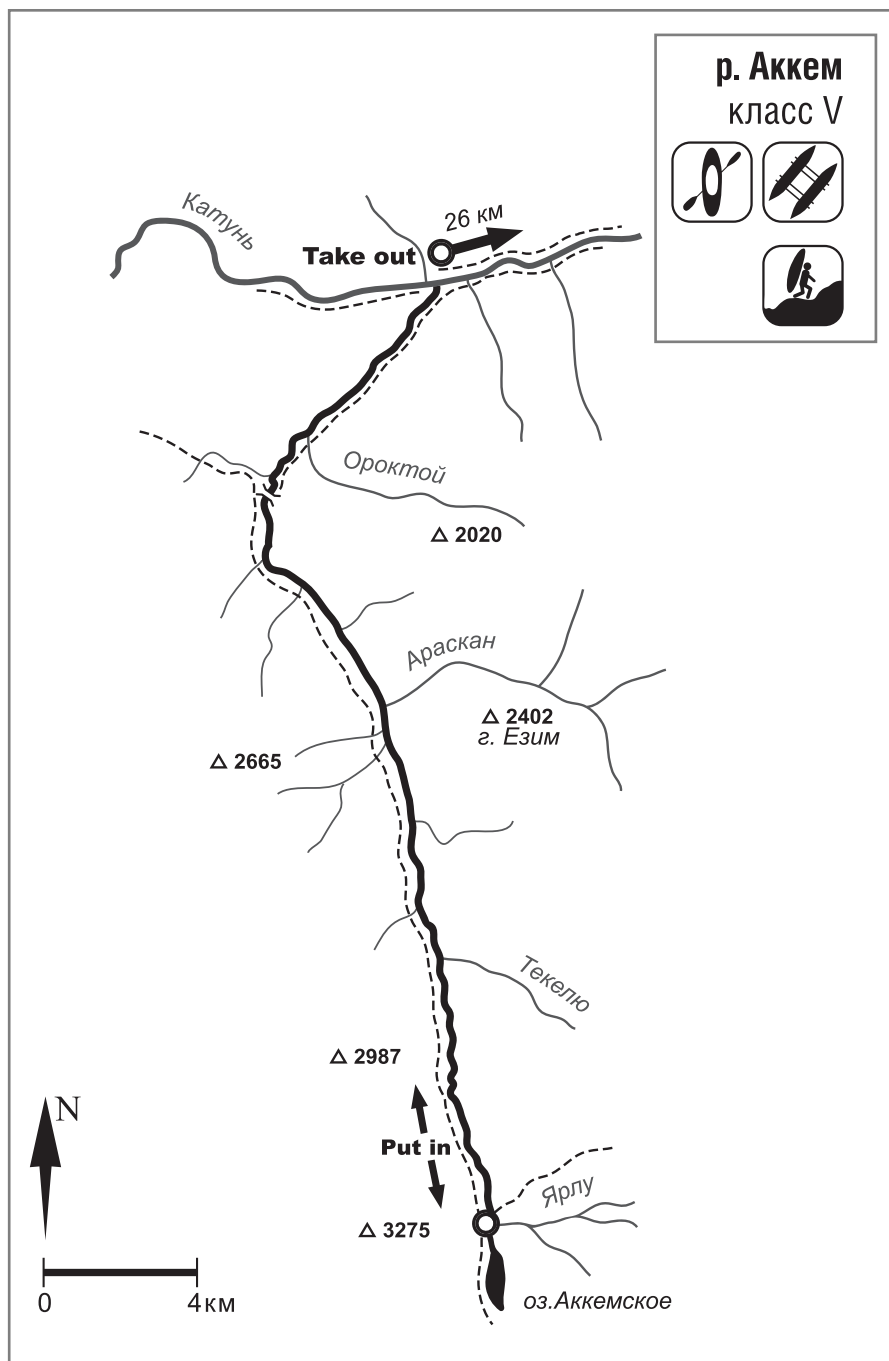 р. Аккем
класс V
Катунь
26 км
Take out
Ороктой
2020
Араскан
2402
г. Езим
2665
Текелю
2987
N
Put in
Ярлу
3275
0 4км
оз.Аккемское